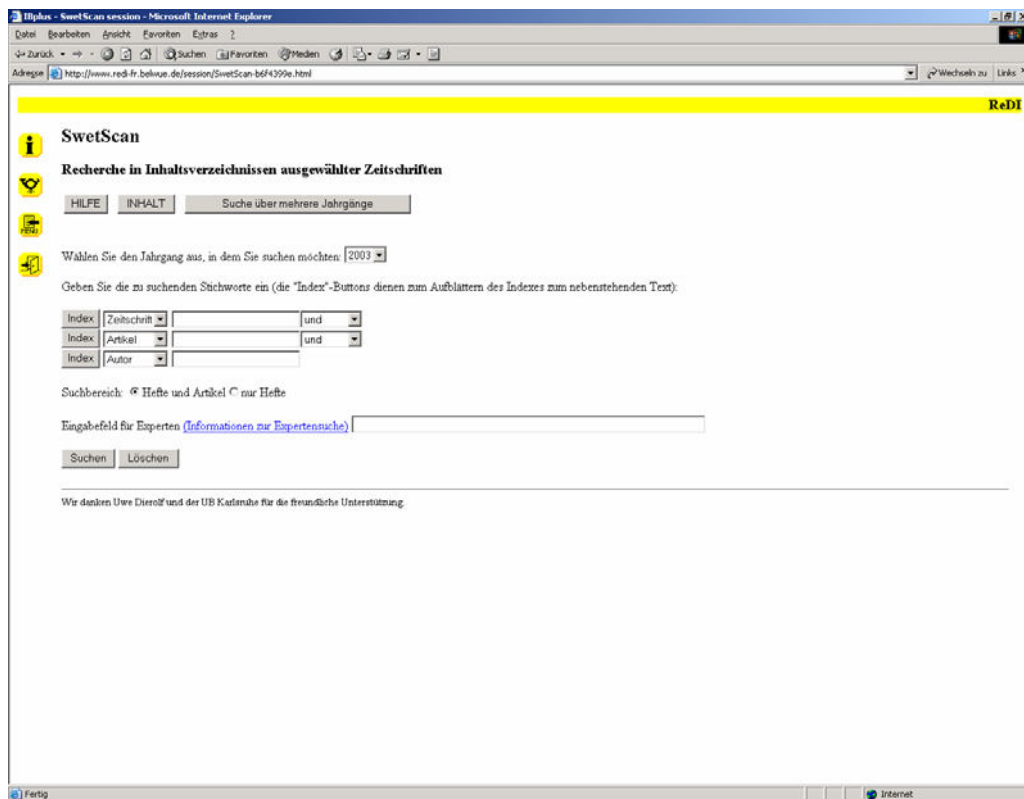 IBplus - SwetScan session - Microsoft Internet Explorer
Datei Bearbeiten Ansicht Favoriten Extras ?
Zurück Suchen Favoriten Medien
Adresse http://www.redi-fr.belwue.de/session/SwetScan-b6f4399e.html Wechseln zu Links
ReDI
SwetScan
Recherche in Inhaltsverzeichnissen ausgewählter Zeitschriften
HILFE INHALT Suche über mehrere Jahrgänge
MENÜ
Wählen Sie den Jahrgang aus, in dem Sie suchen möchten: 2003
Geben Sie die zu suchenden Stichworte ein (die "Index"-Buttons dienen zum Aufblättern des Indexes zum nebenstehenden Text):
Index Zeitschrift und
Index Artikel und
Index Autor
Suchbereich: Hefte und Artikel nur Hefte
Eingabefeld für Experten (Informationen zur Expertensuche)
Suchen Löschen
Wir danken Uwe Dierolf und der UB Karlsruhe für die freundliche Unterstützung.
Fertig Internet